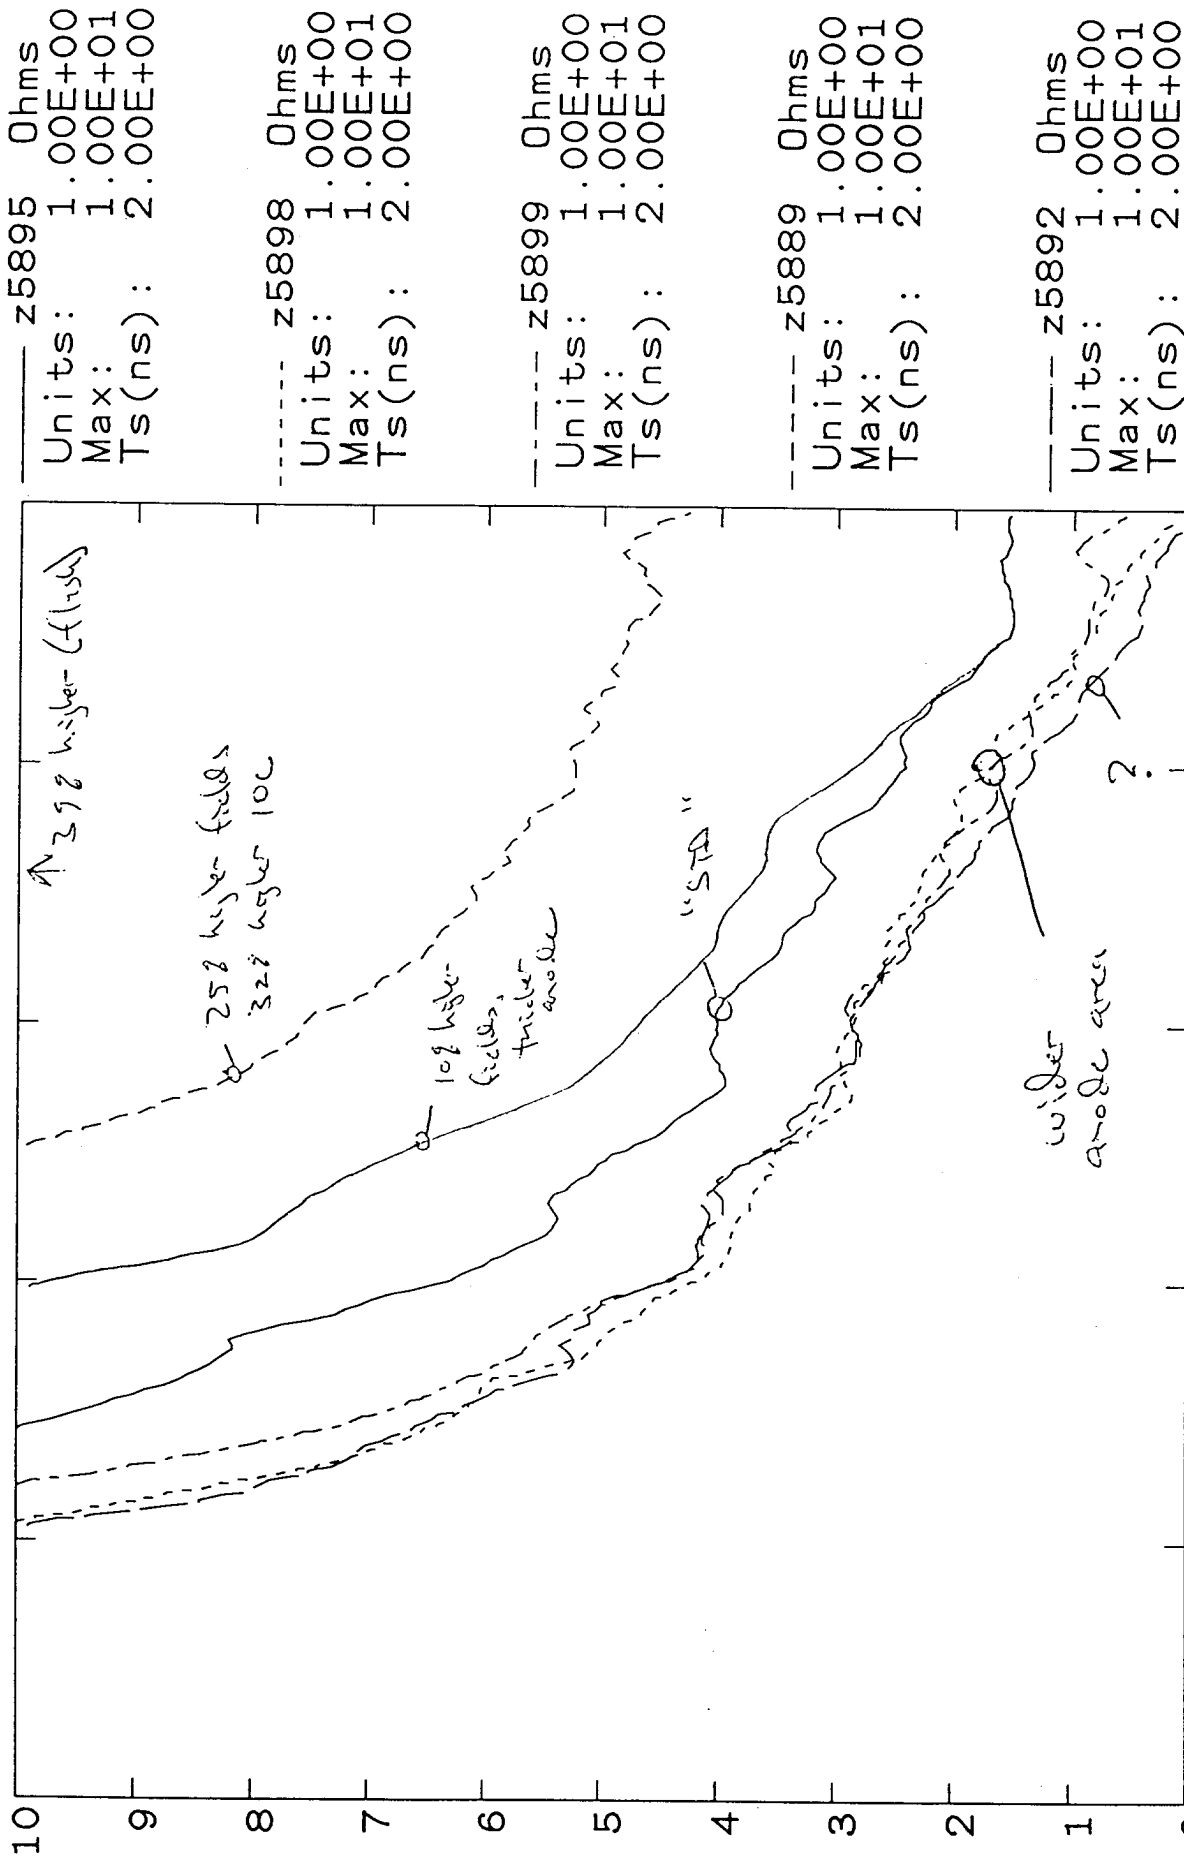 z5895 Ohms
Units: 1.00E+00
Max: 1.00E+01
Ts(ns): 2.00E+00
z5898 Ohms
Units: 1.00E+00
Max: 1.00E+01
Ts(ns): 2.00E+00
z5899 Ohms
Units: 1.00E+00
Max: 1.00E+01
Ts(ns): 2.00E+00
z5889 Ohms
Units: 1.00E+00
Max: 1.00E+01
Ts(ns): 2.00E+00
z5892 Ohms
Units: 1.00E+00
Max: 1.00E+01
Ts(ns): 2.00E+00
10
9
8
7
6
5
4
3
2
1
higher
25% higher fields
32% higher
10% higher
fields,
thicker
anode
"STD"
wider
anode area
?